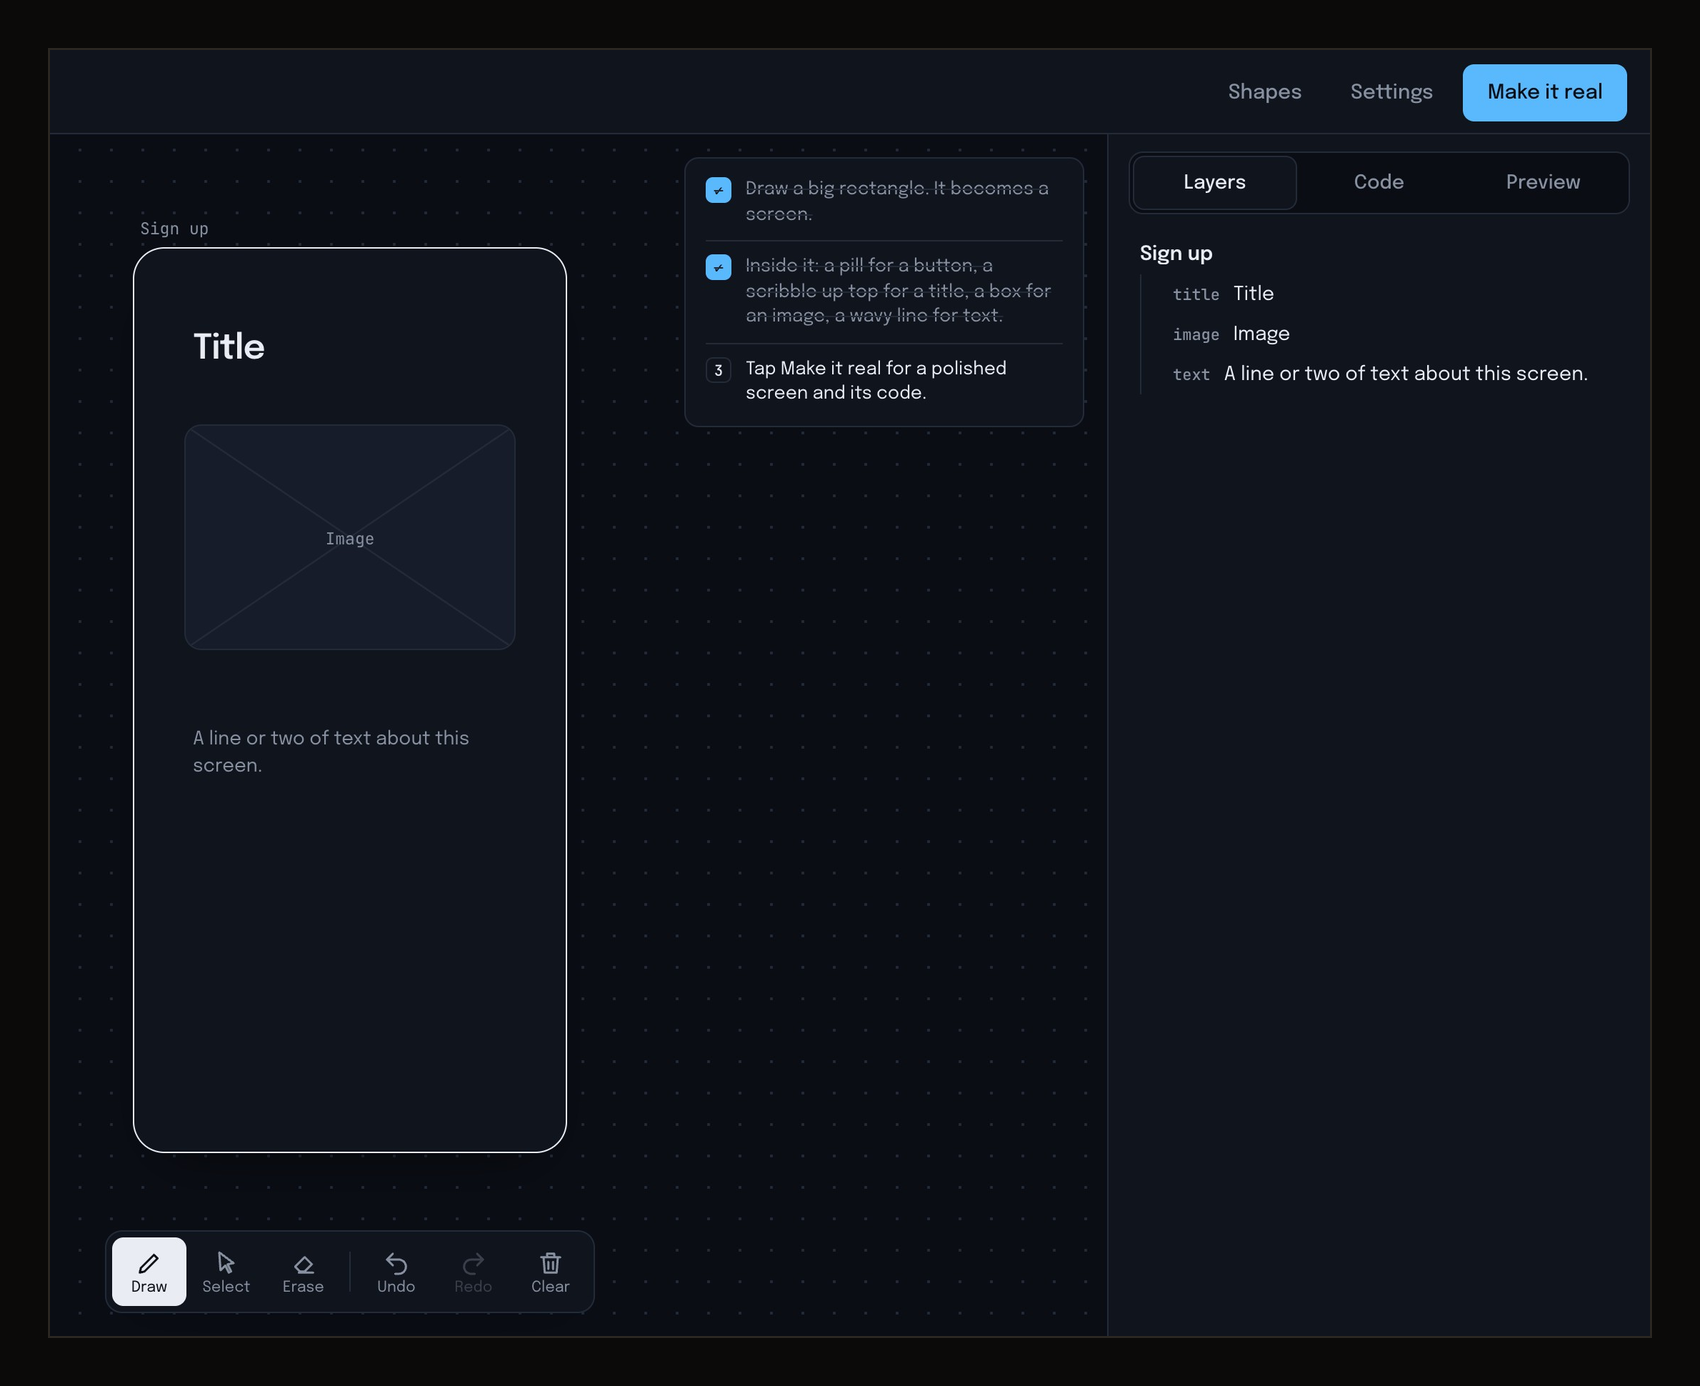 Shapes
Settings
Make it real
Draw a big rectangle. It becomes a
screen.
Inside it: a pill for a button, a
scribble up top for a title, a box for
an image, a wavy line for text.
3
Tap Make it real for a polished
screen and its code.
Sign up
Title
Image
A line or two of text about this
screen.
Draw
Select
Erase
Undo
Redo
Clear
Layers
Code
Preview
Sign up
title Title
image Image
text A line or two of text about this screen.